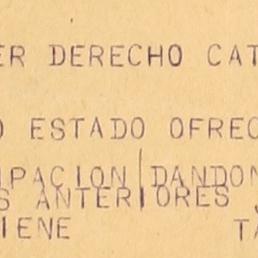 ER DERECHO CAT
O ESTADO OFREC
IPACION DANDON
S ANTERIORES
IENE TA